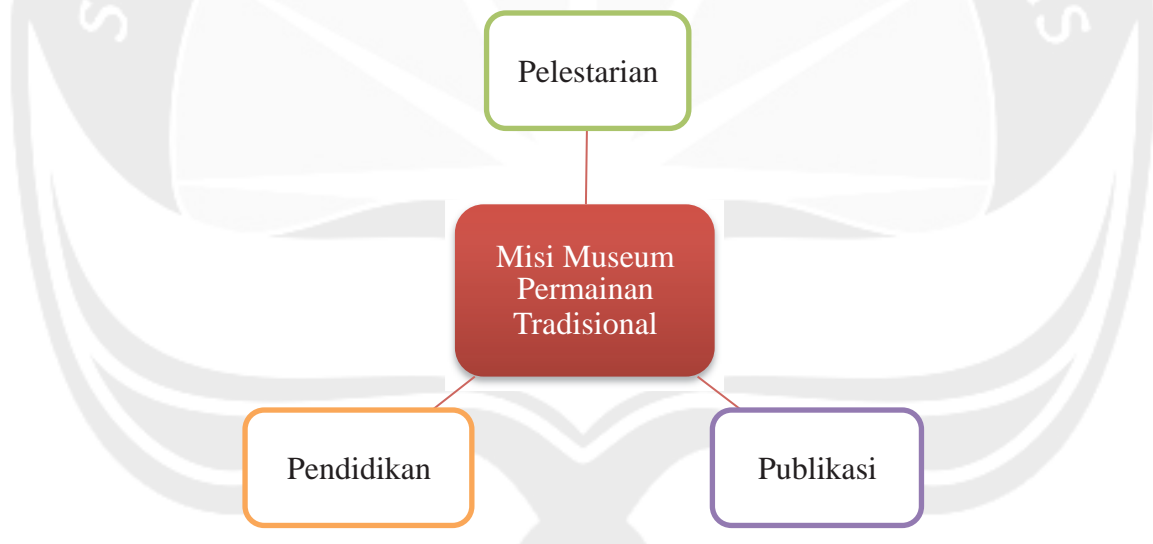 Pelestarian
Misi Museum
Permainan
Tradisional
Pendidikan
Publikasi